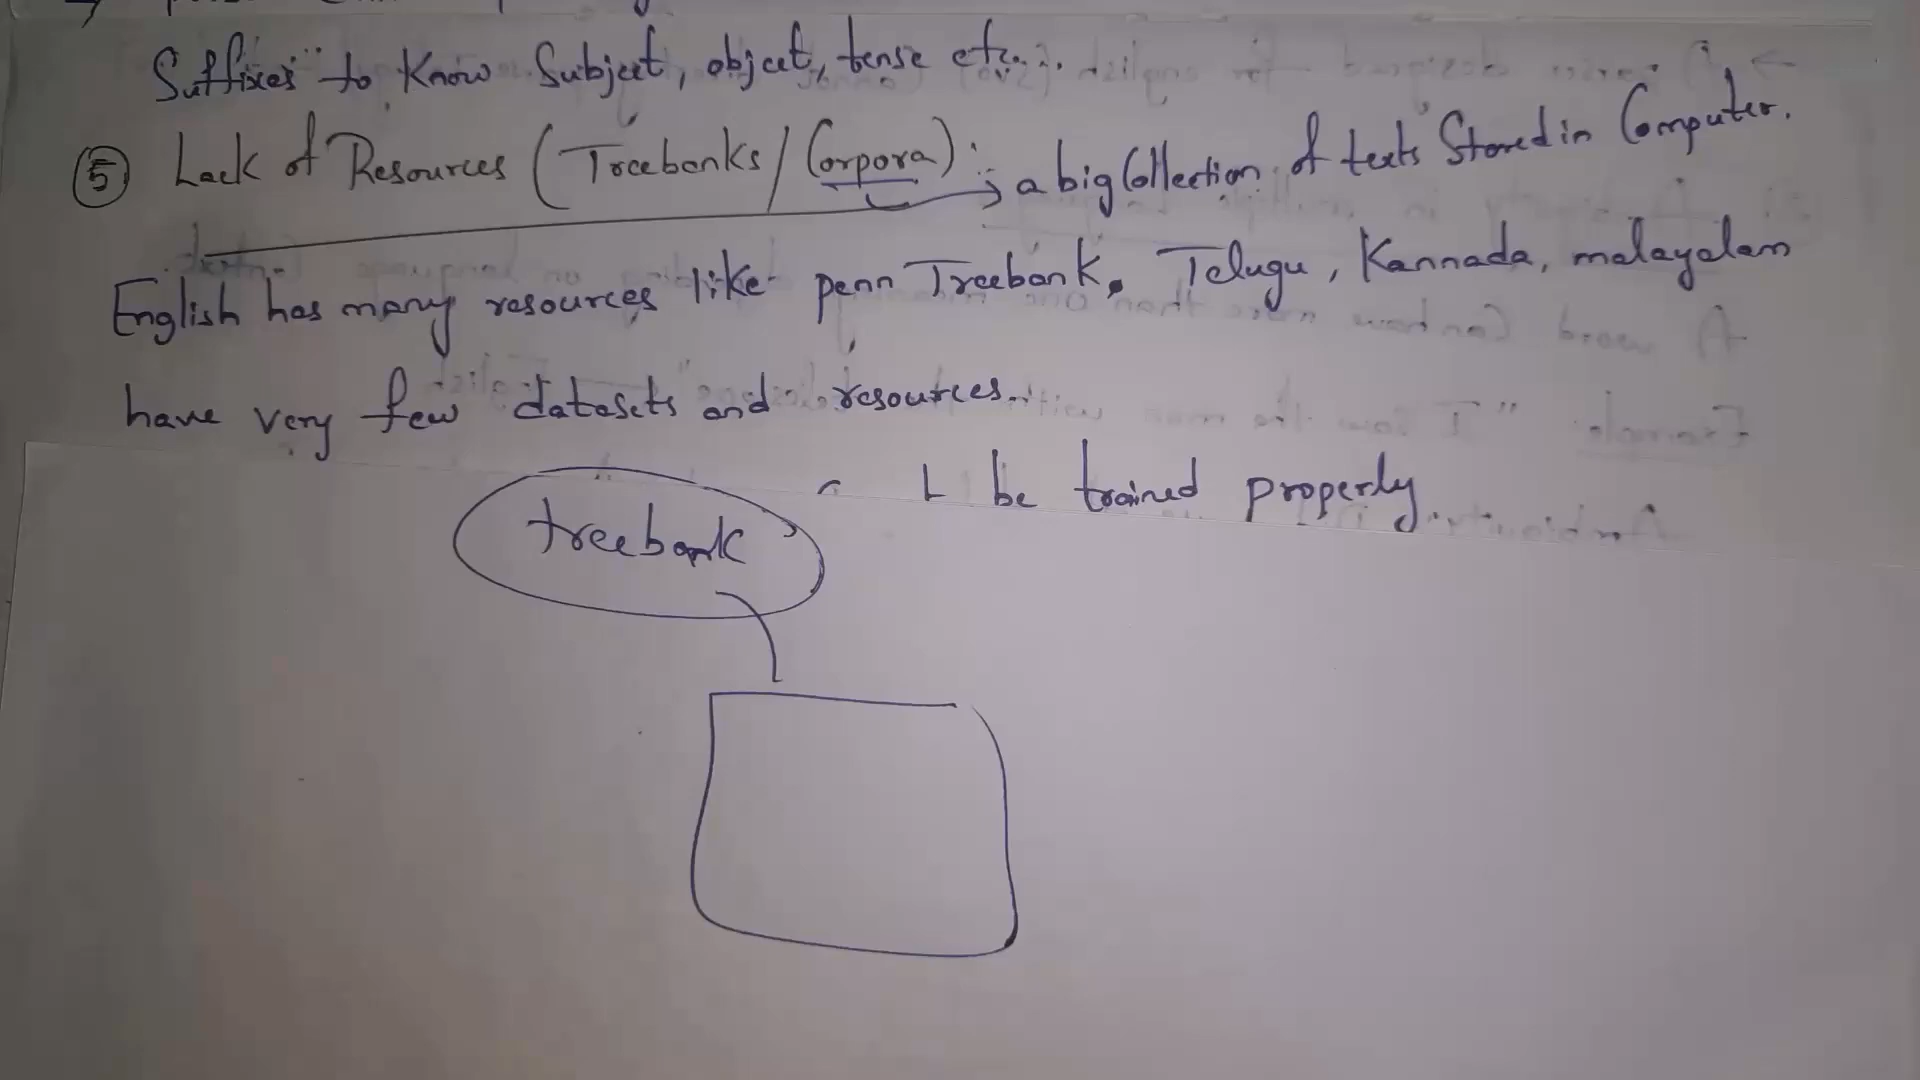 Suffixes to know Subject, object, tense etc...
⑤ Lack of Resources (Treebanks/Corpora): → a big Collection of texts Stored in Computer.
English has many resources like penn Treebank. Telugu, Kannada, malayalam
have very few datasets and resources.
be trained properly.
treebank